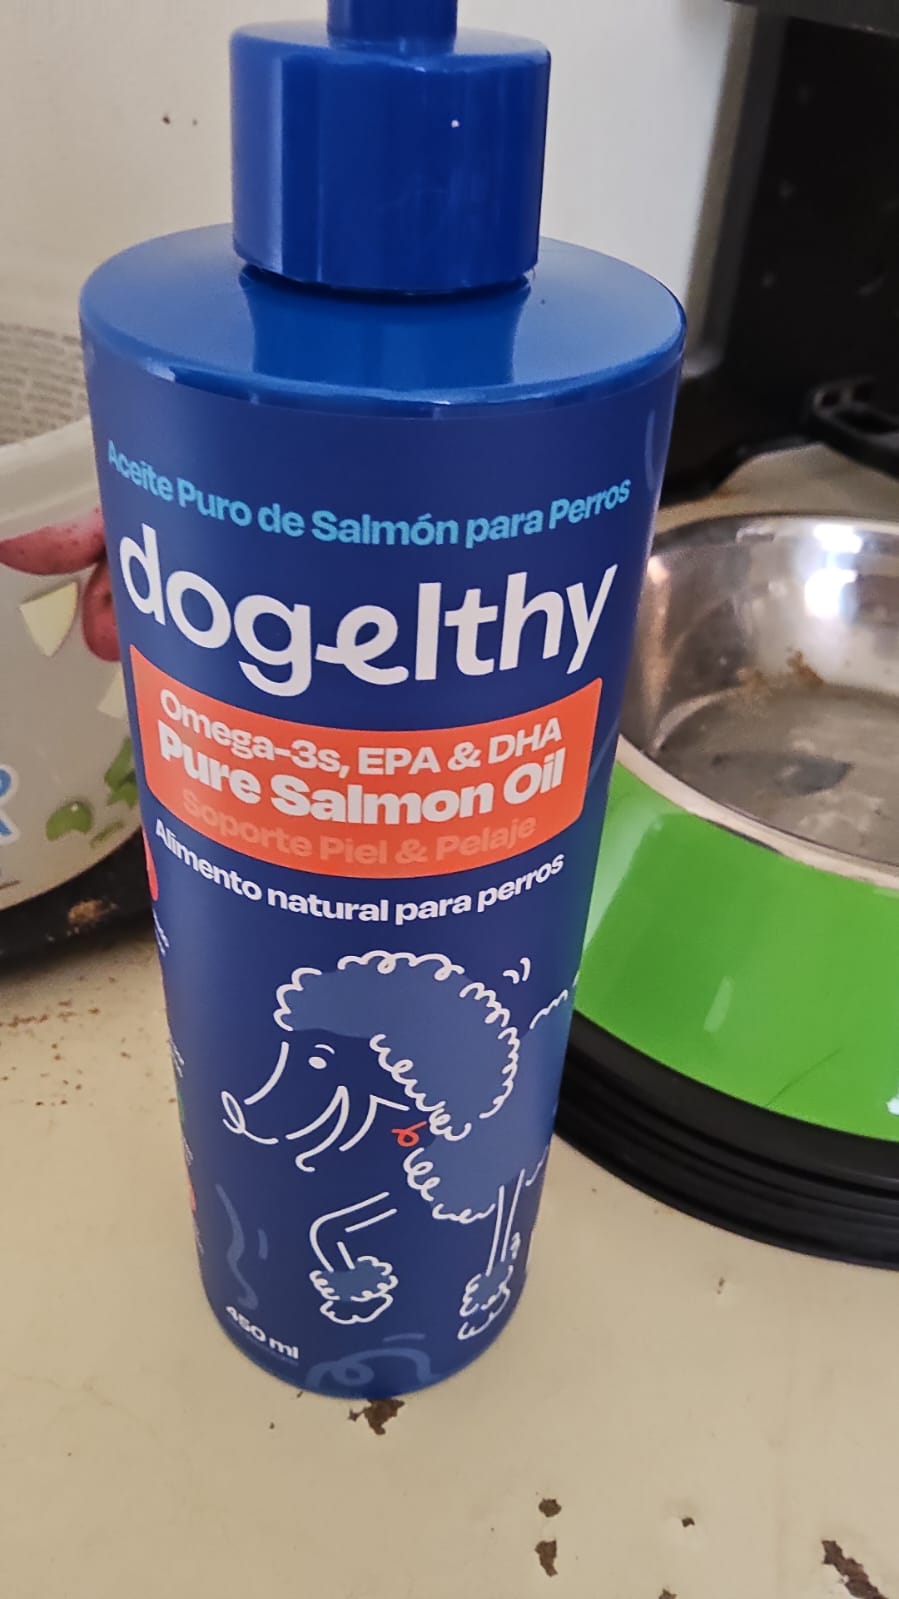 Aceite Puro de Salmón para Perros
dogelthy
Omega-3s, EPA & DHA
Pure Salmon Oil
Soporte Piel & Pelaje
Alimento natural para perros
450 ml